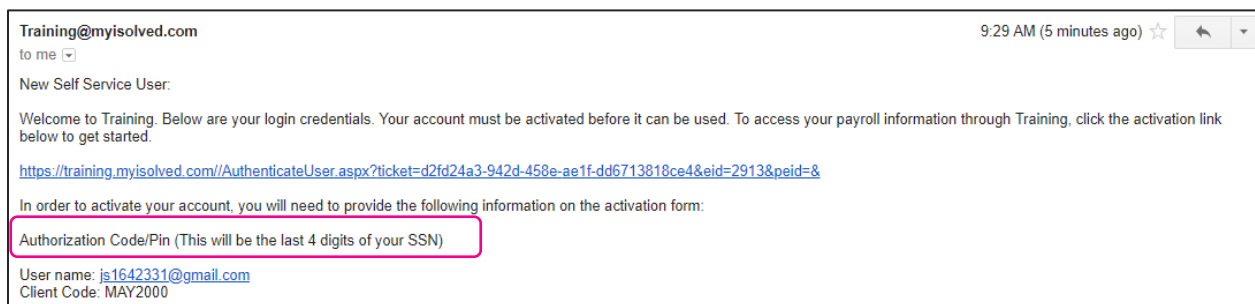 Training@myisolved.com 9:29 AM (5 minutes ago)
to me
New Self Service User:
Welcome to Training. Below are your login credentials. Your account must be activated before it can be used. To access your payroll information through Training, click the activation link
below to get started.
https://training.myisolved.com//AuthenticateUser.aspx?ticket=d2fd24a3-942d-458e-ae1f-dd6713818ce4&eid=2913&peid=&
In order to activate your account, you will need to provide the following information on the activation form:
Authorization Code/Pin (This will be the last 4 digits of your SSN)
User name: js1642331@gmail.com
Client Code: MAY2000